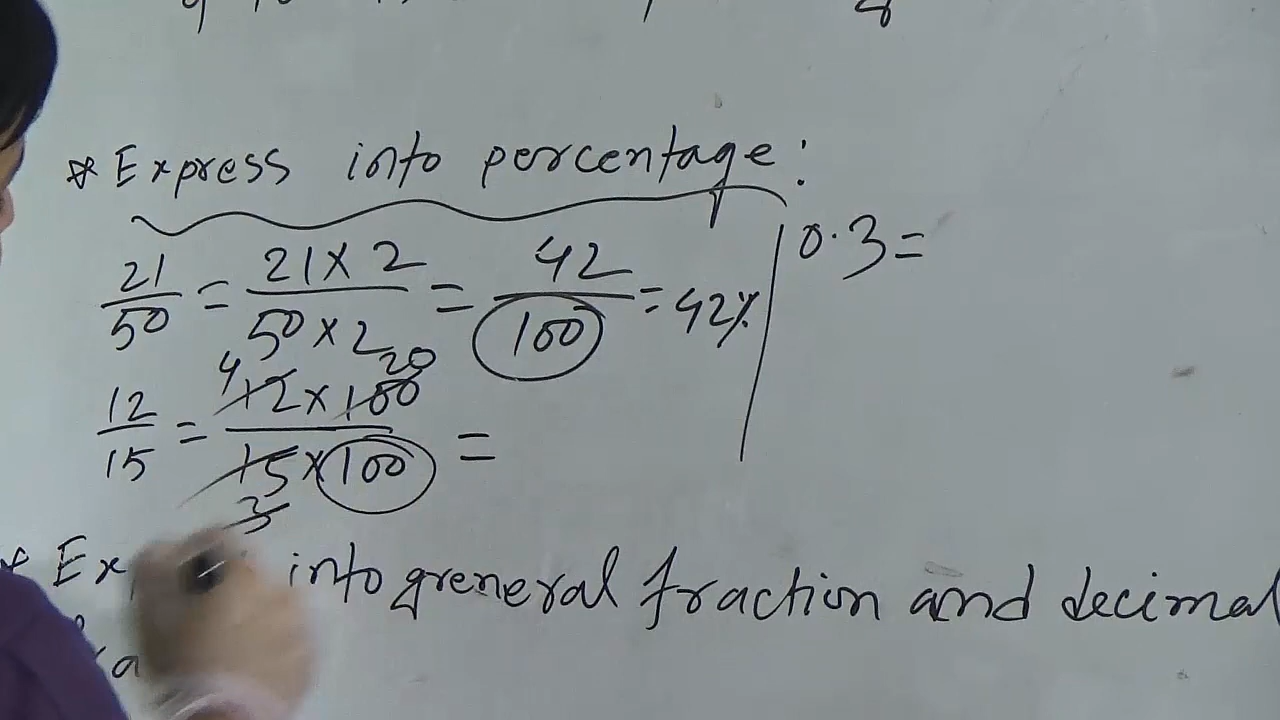 * Express into percentage:
21/50 = 21 X 2/50 X 2 = 42/100 = 42%
12/15 = 12 X 100/15 X 100 =
4 20
3
0.3 =
* into greneral fraction and decimal